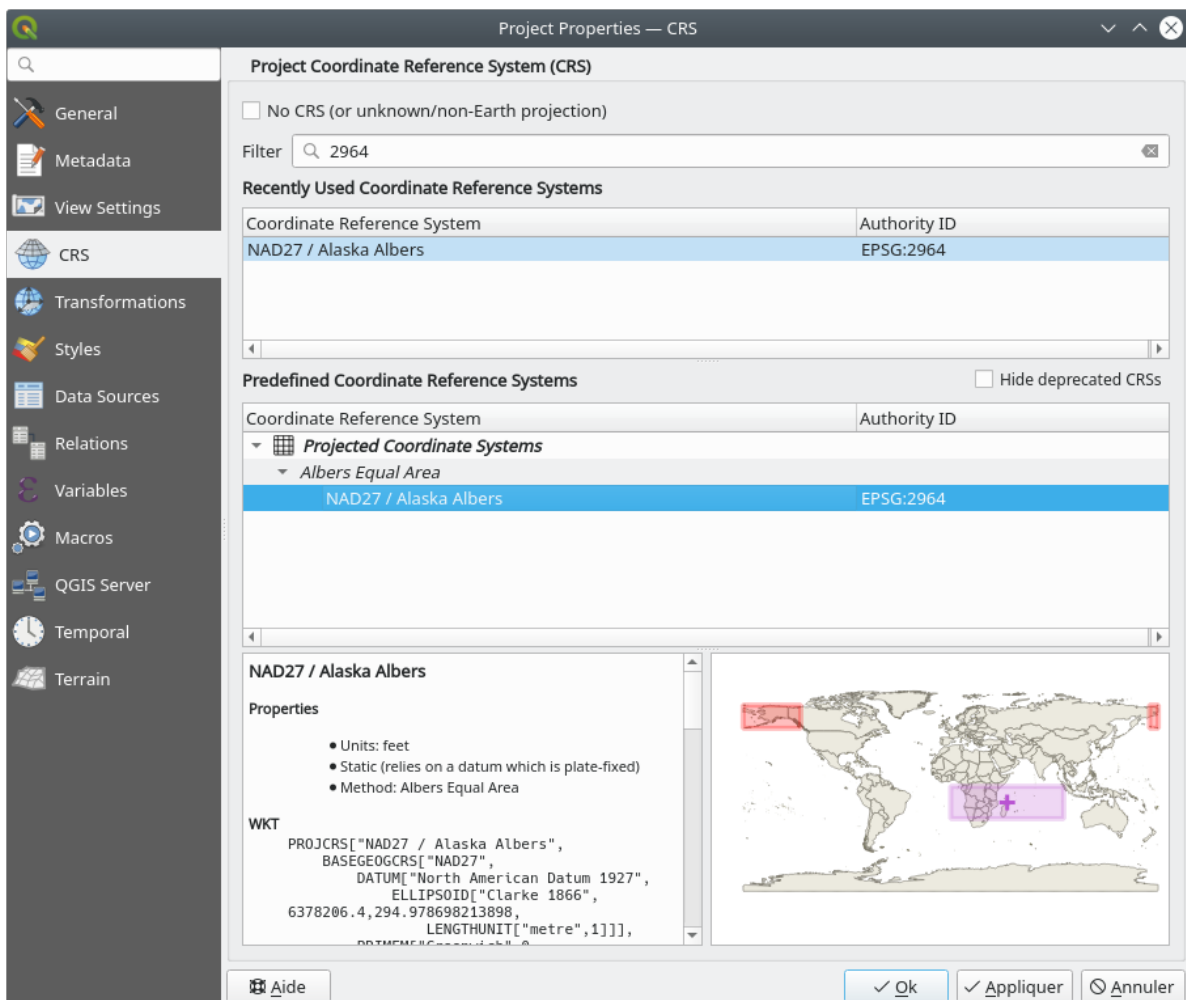 Project Properties — CRS
Project Coordinate Reference System (CRS)
General
Metadata
View Settings
CRS
Transformations
Styles
Data Sources
Relations
Variables
Macros
QGIS Server
Temporal
Terrain
No CRS (or unknown/non-Earth projection)
Filter 2964
Recently Used Coordinate Reference Systems
Coordinate Reference System Authority ID
NAD27 / Alaska Albers EPSG:2964
Predefined Coordinate Reference Systems Hide deprecated CRSs
Coordinate Reference System Authority ID
Projected Coordinate Systems
Albers Equal Area
NAD27 / Alaska Albers EPSG:2964
NAD27 / Alaska Albers
Properties
• Units: feet
• Static (relies on a datum which is plate-fixed)
• Method: Albers Equal Area
WKT
PROJCRS["NAD27 / Alaska Albers",
BASEGEOGCRS["NAD27",
DATUM["North American Datum 1927",
ELLIPSOID["Clarke 1866",
6378206.4,294.978698213898,
LENGTHUNIT["metre",1]]],
Aide
Ok
Appliquer
Annuler